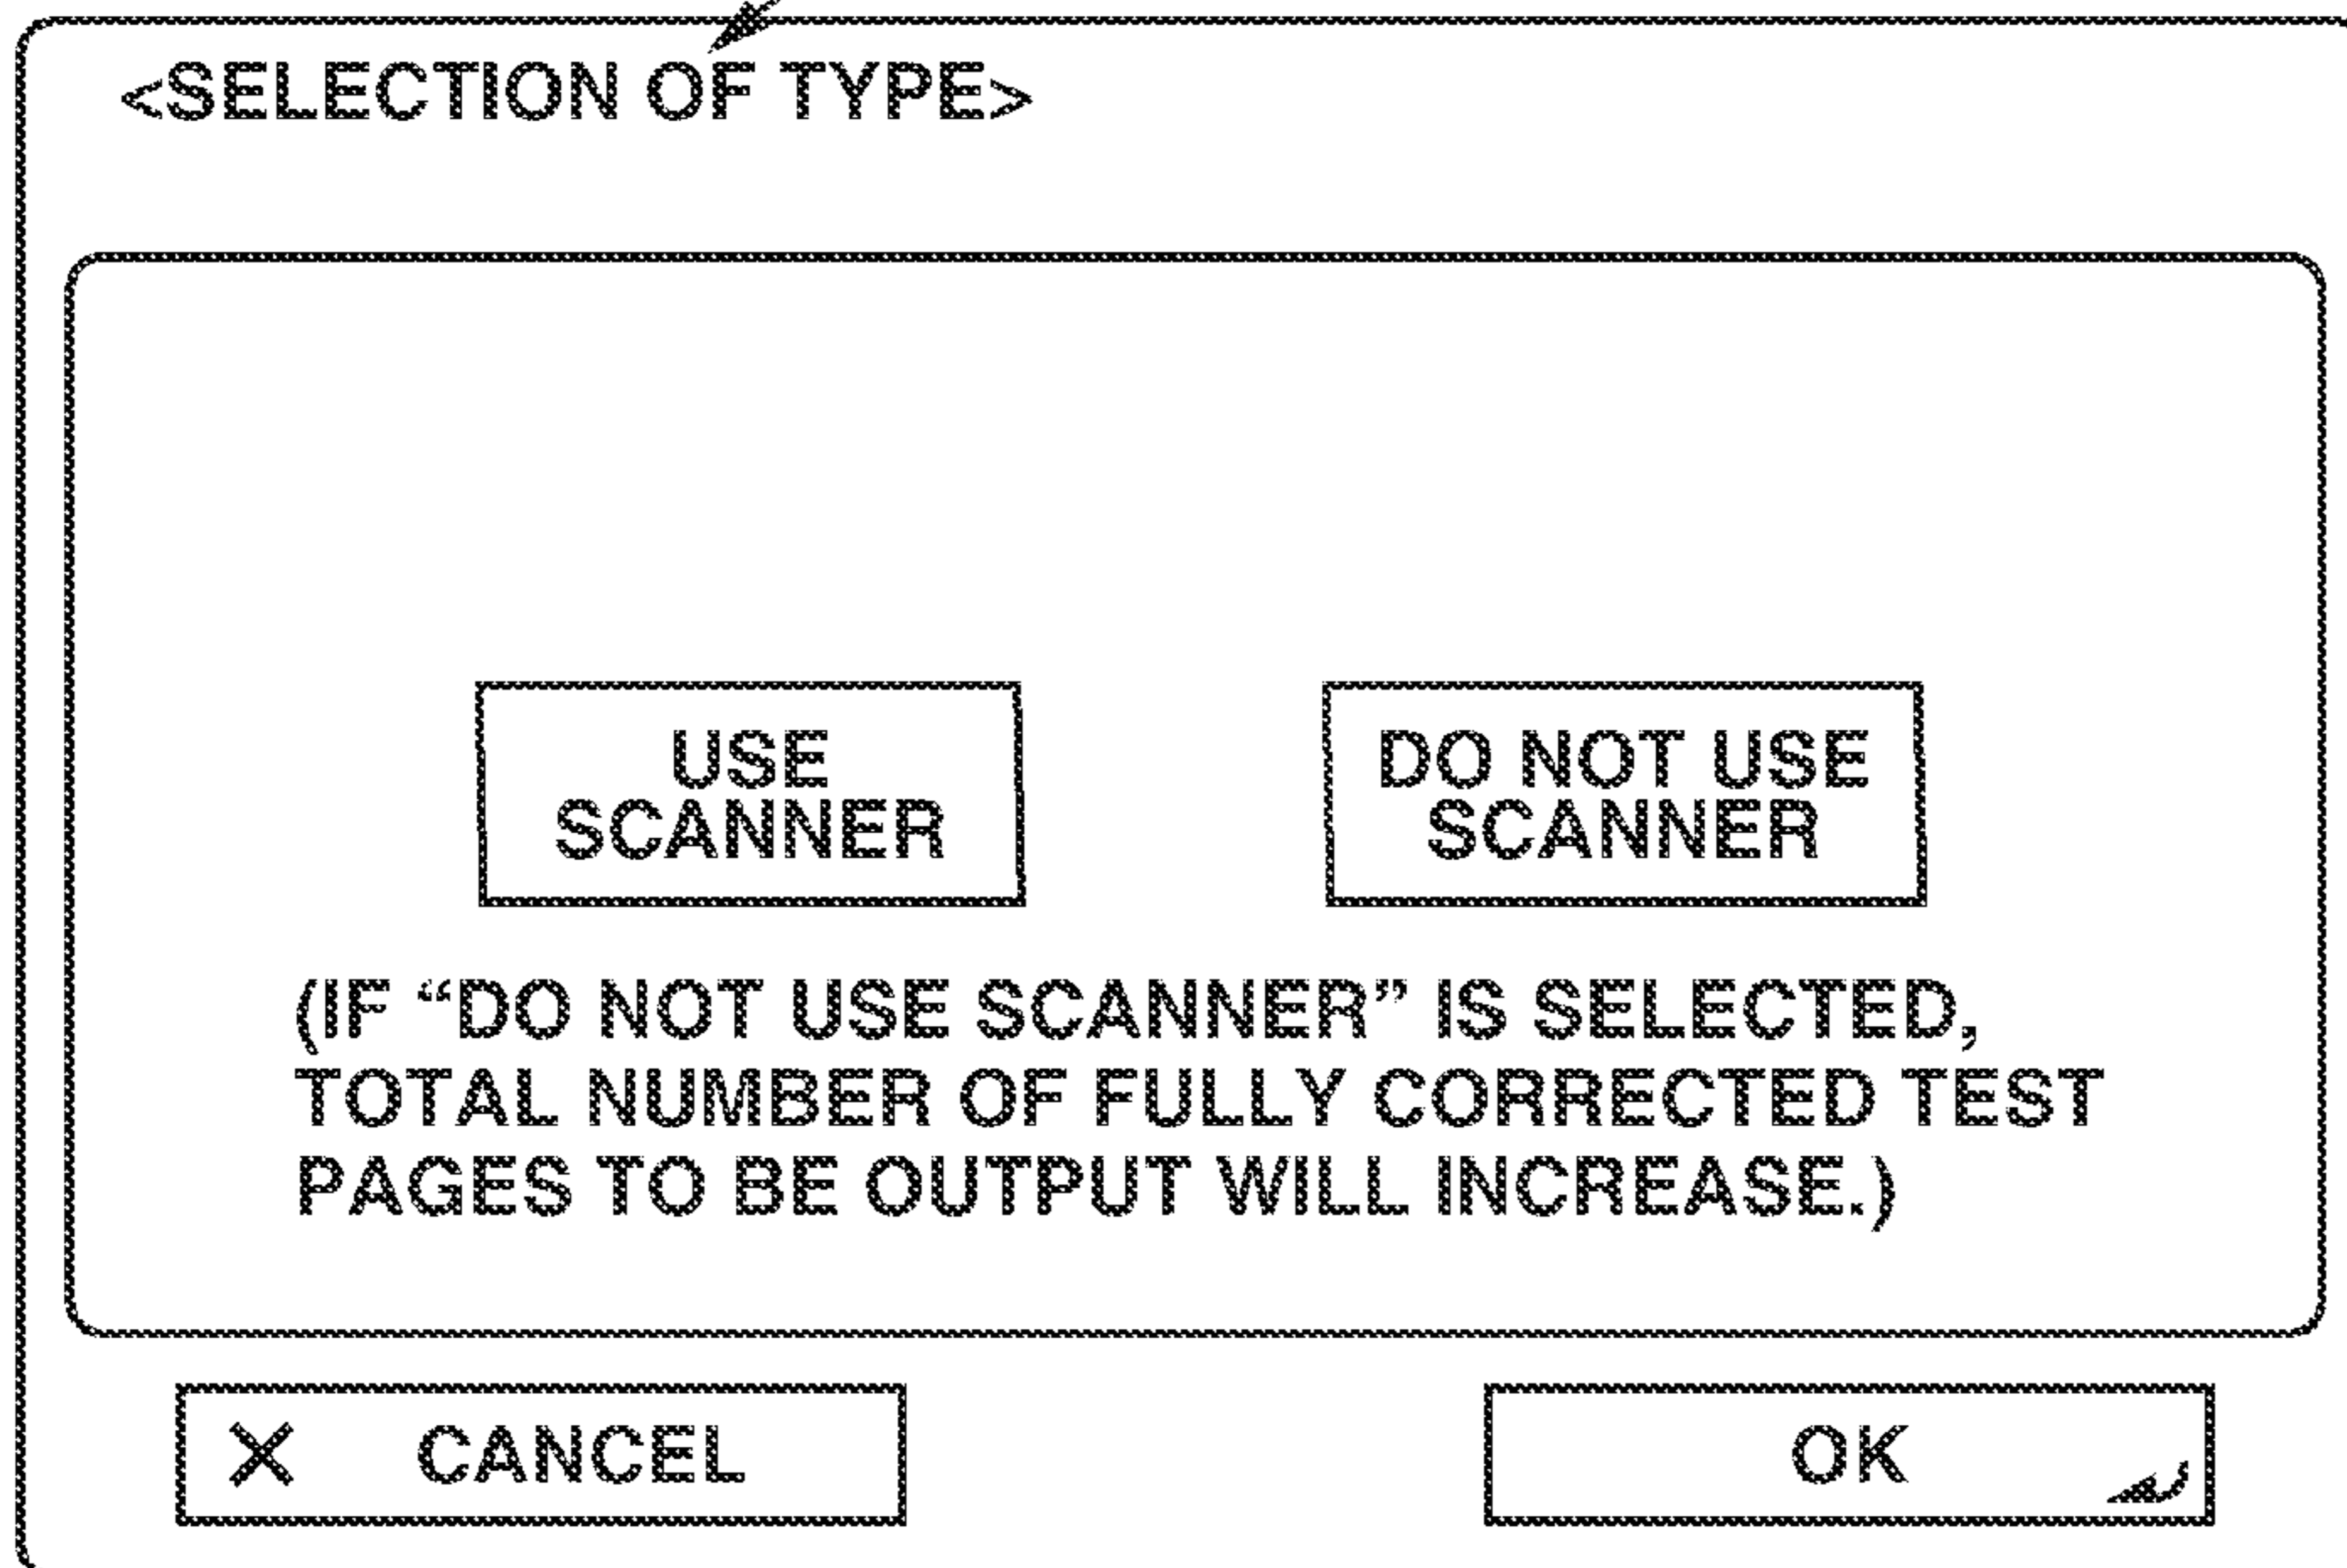 <SELECTION OF TYPE>
USE
SCANNER
DO NOT USE
SCANNER
(IF “DO NOT USE SCANNER” IS SELECTED,
TOTAL NUMBER OF FULLY CORRECTED TEST
PAGES TO BE OUTPUT WILL INCREASE.)
× CANCEL
OK